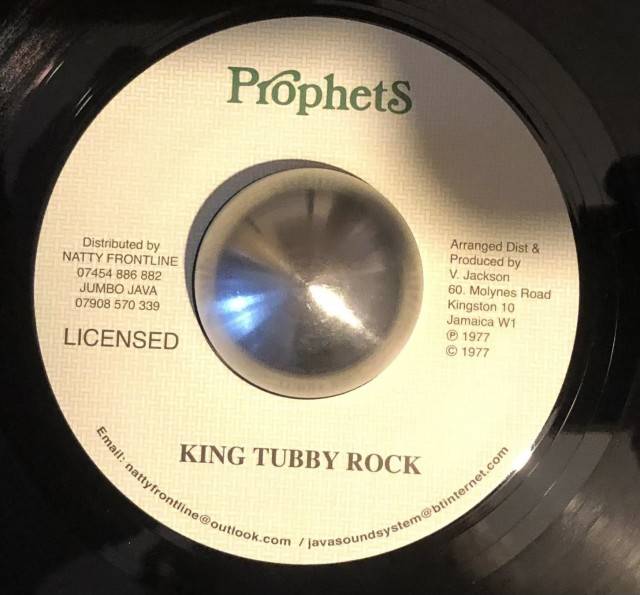 Prophets
Distributed by
NATTY FRONTLINE
07454 886 882
JUMBO JAVA
07908 570 339
LICENSED
Arranged Dist &
Produced by
V. Jackson
60. Molynes Road
Kingston 10
Jamaica W1
℗ 1977
© 1977
KING TUBBY ROCK
Email: nattyfrontline@outlook.com / javasoundsystem@btinternet.com